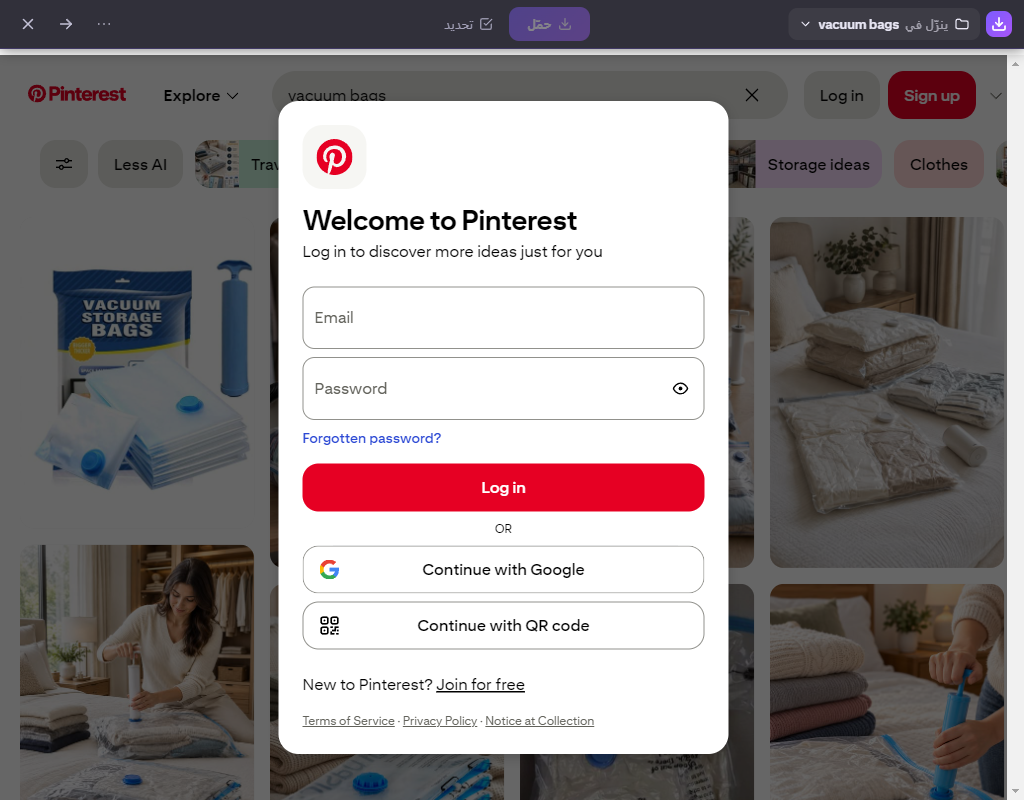 تحديد
حمّل
ينزّل في vacuum bags
Pinterest
Explore
vacuum bags
Log in
Sign up
Less AI
Storage ideas
Clothes
VACUUM
STORAGE
BAGS
Welcome to Pinterest
Log in to discover more ideas just for you
Email
Password
Forgotten password?
Log in
OR
Continue with Google
Continue with QR code
New to Pinterest? Join for free
Terms of Service · Privacy Policy · Notice at Collection